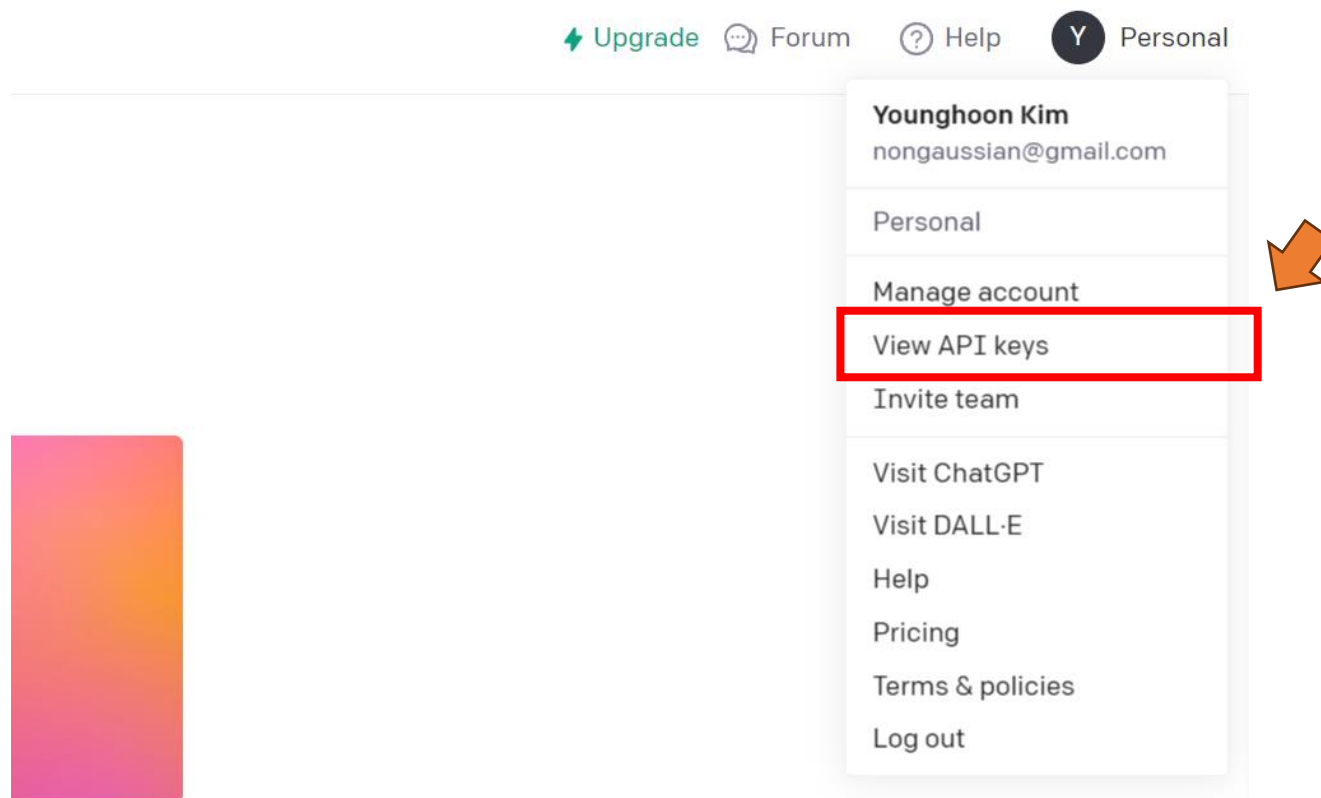 Upgrade Forum Help Y Personal
Younghoon Kim
nongaussian@gmail.com
Personal
Manage account
View API keys
Invite team
Visit ChatGPT
Visit DALL·E
Help
Pricing
Terms & policies
Log out